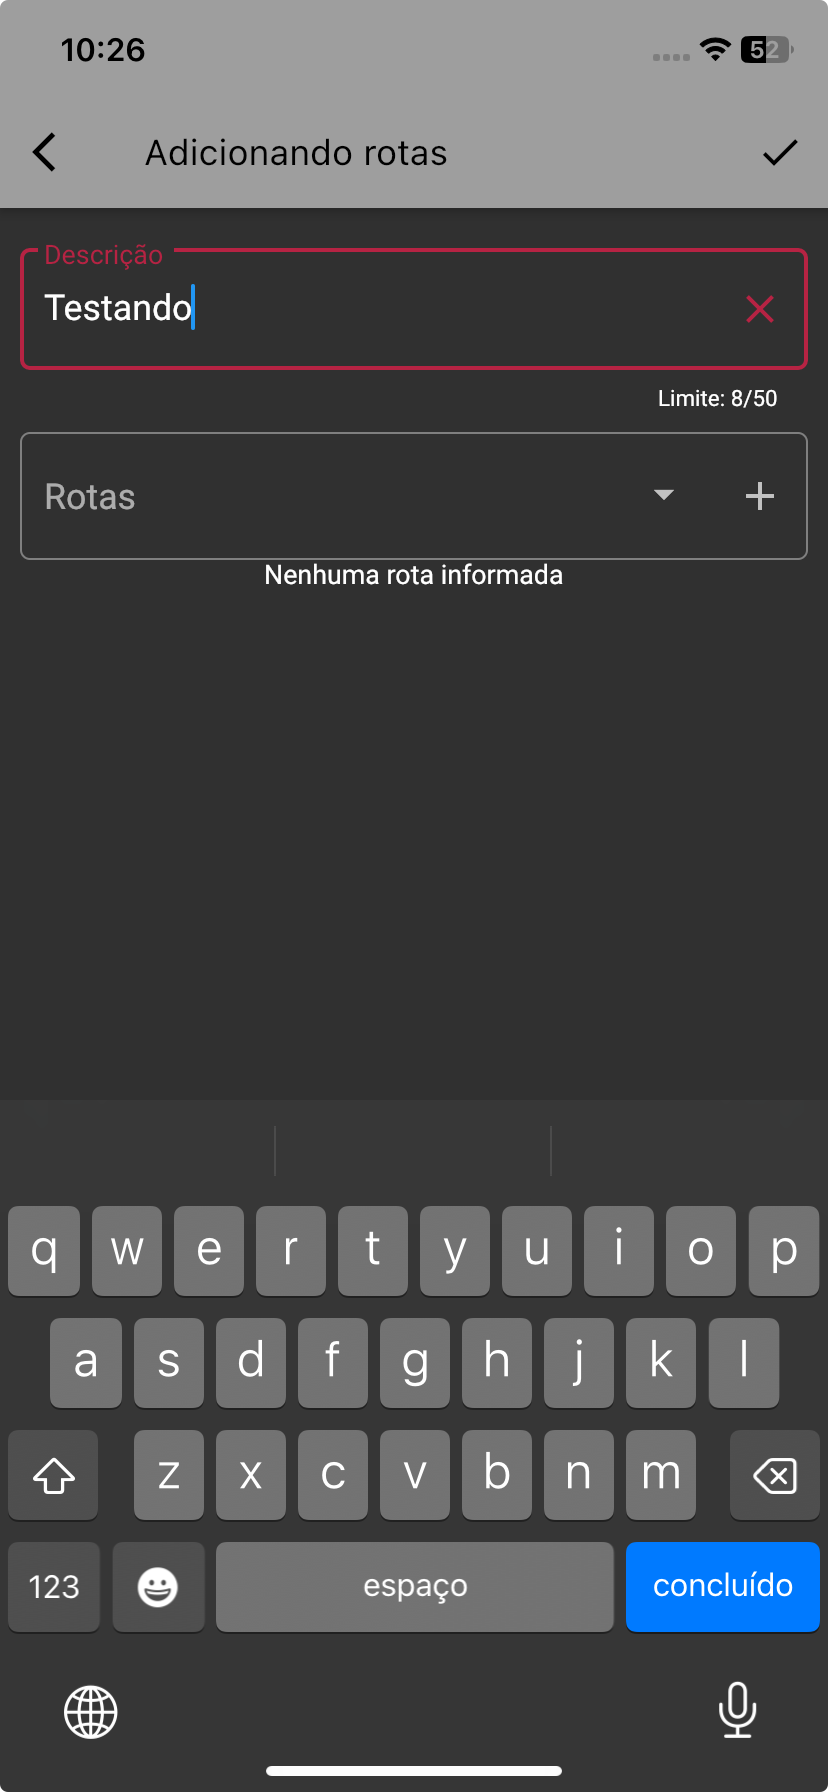 10:26
52
Adicionando rotas
Descrição
Testando
Limite: 8/50
Rotas
Nenhuma rota informada
q w e r t y u i o p
a s d f g h j k l
z x c v b n m
123 espaço concluído